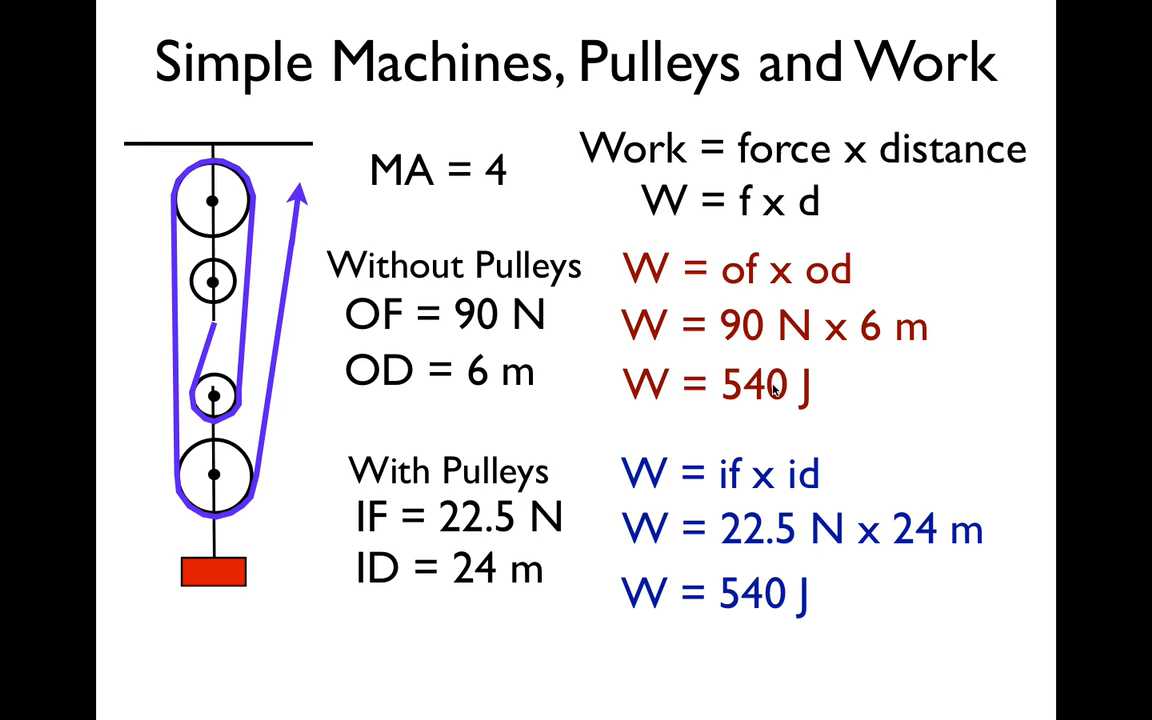 Simple Machines, Pulleys and Work
MA = 4
Work = force x distance
W = f x d
Without Pulleys
OF = 90 N
OD = 6 m
W = of x od
W = 90 N x 6 m
W = 540 J
With Pulleys
IF = 22.5 N
ID = 24 m
W = if x id
W = 22.5 N x 24 m
W = 540 J